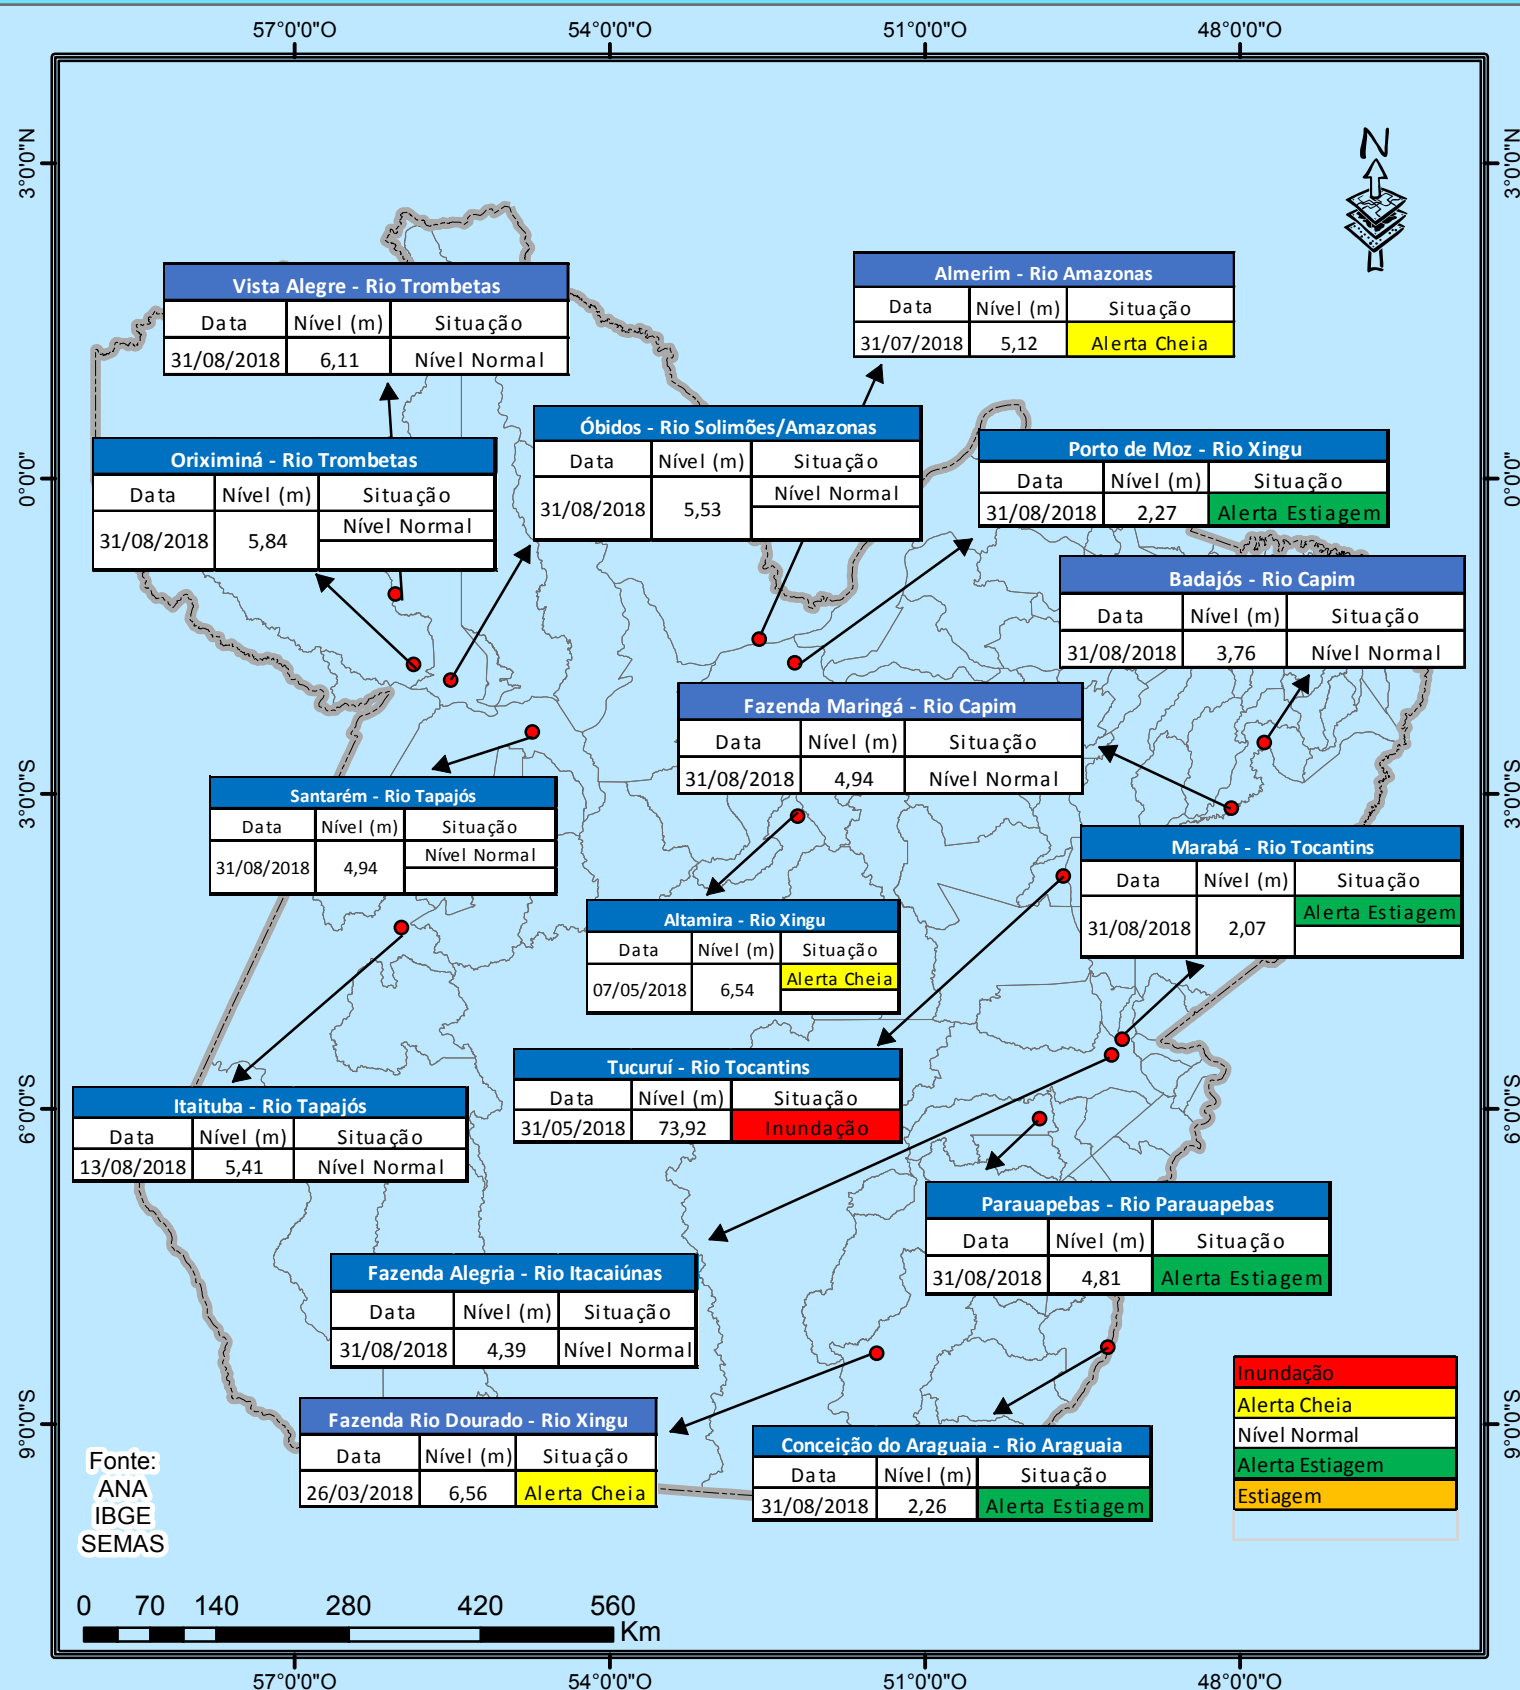 57°0'0"O 54°0'0"O 51°0'0"O 48°0'0"O
3°0'0"N
3°0'0"N
N
Vista Alegre - Rio Trombetas
Data Nível (m) Situação
31/08/2018 6,11 Nível Normal
Almerim - Rio Amazonas
Data Nível (m) Situação
31/07/2018 5,12 Alerta Cheia
Oriximiná - Rio Trombetas
Data Nível (m) Situação
31/08/2018 5,84 Nível Normal
Óbidos - Rio Solimões/Amazonas
Data Nível (m) Situação
31/08/2018 5,53 Nível Normal
Porto de Moz - Rio Xingu
Data Nível (m) Situação
31/08/2018 2,27 Alerta Estiagem
0°0'0"
0°0'0"
Badajós - Rio Capim
Data Nível (m) Situação
31/08/2018 3,76 Nível Normal
Fazenda Maringá - Rio Capim
Data Nível (m) Situação
31/08/2018 4,94 Nível Normal
3°0'0"S
3°0'0"S
Santarém - Rio Tapajós
Data Nível (m) Situação
31/08/2018 4,94 Nível Normal
Marabá - Rio Tocantins
Data Nível (m) Situação
31/08/2018 2,07 Alerta Estiagem
Altamira - Rio Xingu
Data Nível (m) Situação
07/05/2018 6,54 Alerta Cheia
Tucuruí - Rio Tocantins
Data Nível (m) Situação
31/05/2018 73,92 Inundação
6°0'0"S
6°0'0"S
Itaituba - Rio Tapajós
Data Nível (m) Situação
13/08/2018 5,41 Nível Normal
Parauapebas - Rio Parauapebas
Data Nível (m) Situação
31/08/2018 4,81 Alerta Estiagem
Fazenda Alegria - Rio Itacaiúnas
Data Nível (m) Situação
31/08/2018 4,39 Nível Normal
Fazenda Rio Dourado - Rio Xingu
Data Nível (m) Situação
26/03/2018 6,56 Alerta Cheia
Conceição do Araguaia - Rio Araguaia
Data Nível (m) Situação
31/08/2018 2,26 Alerta Estiagem
9°0'0"S
9°0'0"S
Inundação
Alerta Cheia
Nível Normal
Alerta Estiagem
Estiagem
Fonte:
ANA
IBGE
SEMAS
0 70 140 280 420 560
Km
57°0'0"O 54°0'0"O 51°0'0"O 48°0'0"O